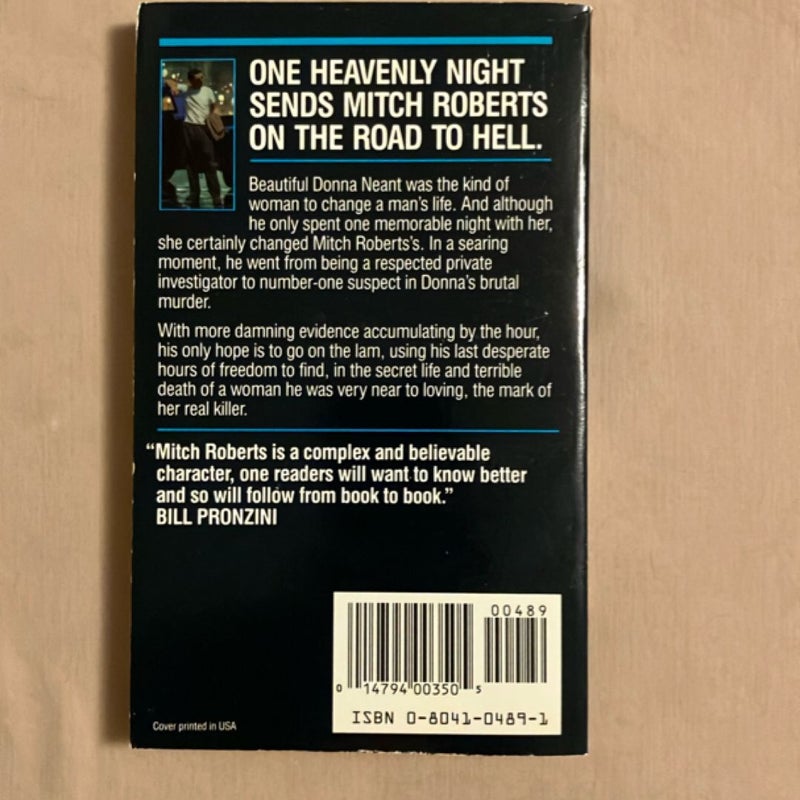 ONE HEAVENLY NIGHT
SENDS MITCH ROBERTS
ON THE ROAD TO HELL.
Beautiful Donna Neant was the kind of
woman to change a man's life. And although
he only spent one memorable night with her,
she certainly changed Mitch Roberts's. In a searing
moment, he went from being a respected private
investigator to number-one suspect in Donna's brutal
murder.
With more damning evidence accumulating by the hour,
his only hope is to go on the lam, using his last desperate
hours of freedom to find, in the secret life and terrible
death of a woman he was very near to loving, the mark of
her real killer.
"Mitch Roberts is a complex and believable
character, one readers will want to know better
and so will follow from book to book."
BILL PRONZINI
00489
0 14794 00350 5
ISBN 0-8041-0489-1
Cover printed in USA